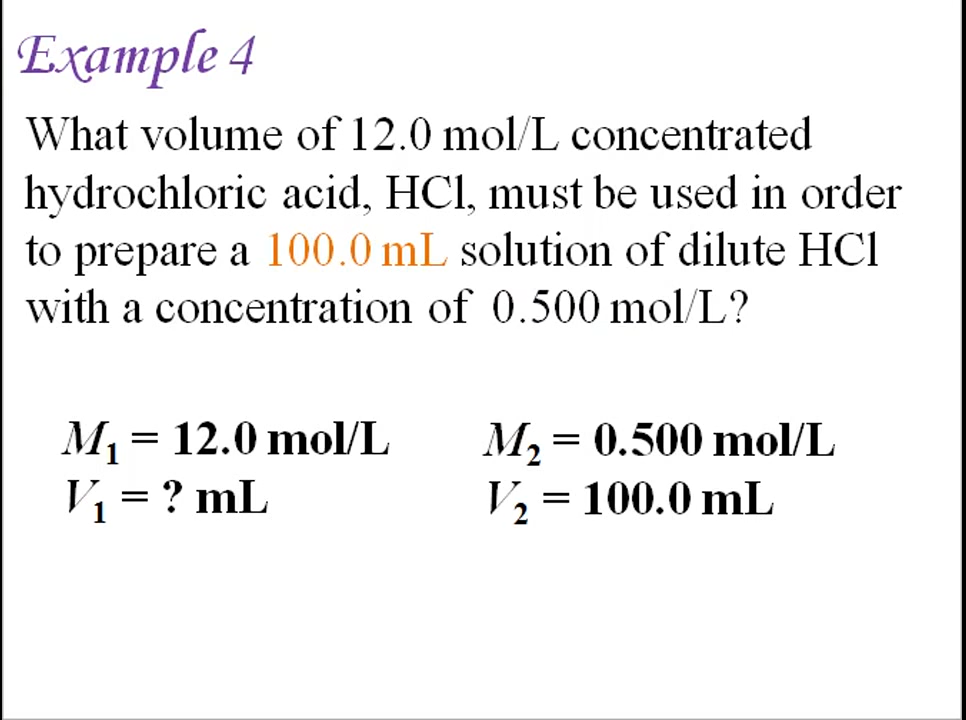 Example 4
What volume of 12.0 mol/L concentrated
hydrochloric acid, HCl, must be used in order
to prepare a 100.0 mL solution of dilute HCl
with a concentration of 0.500 mol/L?
M₁ = 12.0 mol/L M₂ = 0.500 mol/L
V₁ = ? mL V₂ = 100.0 mL